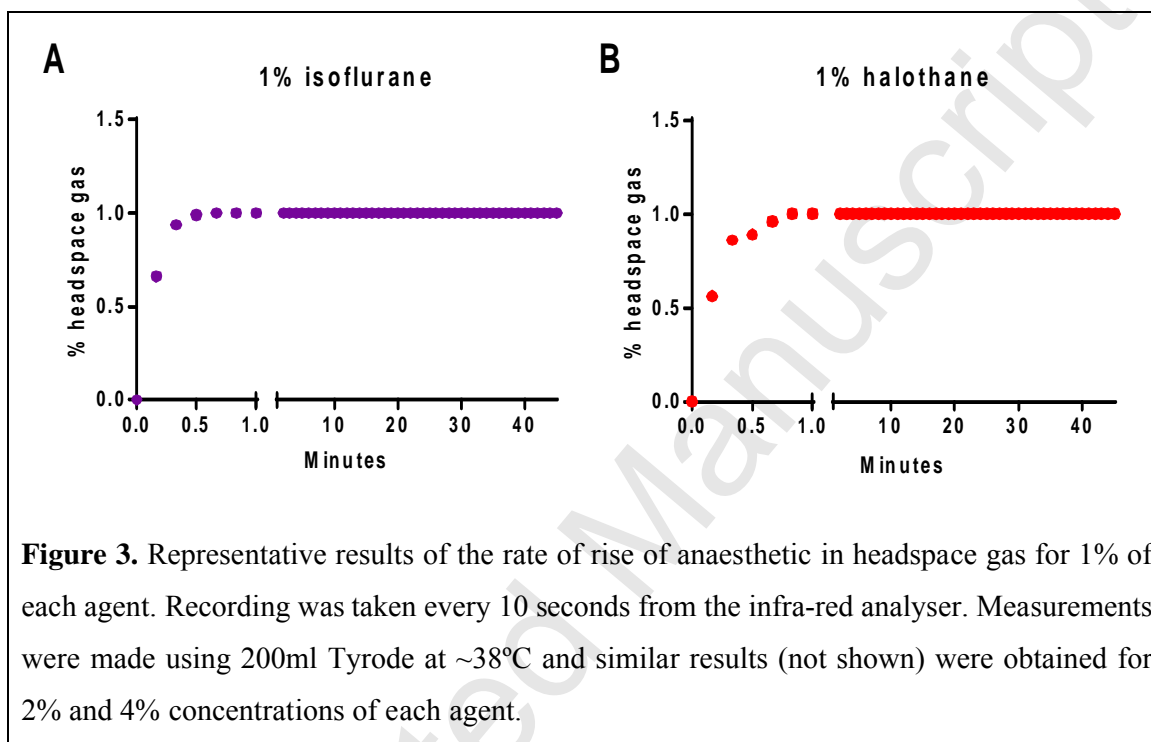 A
1% isoflurane
% headspace gas
1.5
1.0
0.5
0.0
0.0 0.5 1.0 10 20 30 40
Minutes
B
1% halothane
% headspace gas
1.5
1.0
0.5
0.0
0.0 0.5 1.0 10 20 30 40
Minutes
Figure 3. Representative results of the rate of rise of anaesthetic in headspace gas for 1% of
each agent. Recording was taken every 10 seconds from the infra-red analyser. Measurements
were made using 200ml Tyrode at ~38ºC and similar results (not shown) were obtained for
2% and 4% concentrations of each agent.
ted Manuscript